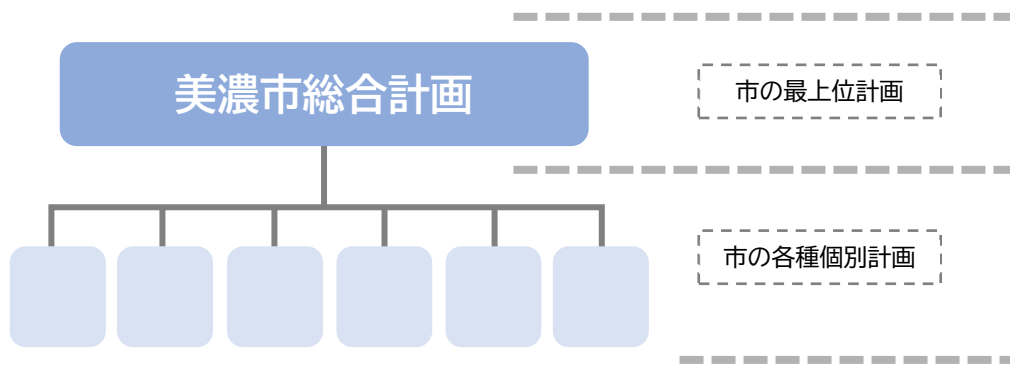 美濃市総合計画
市の最上位計画
市の各種個別計画